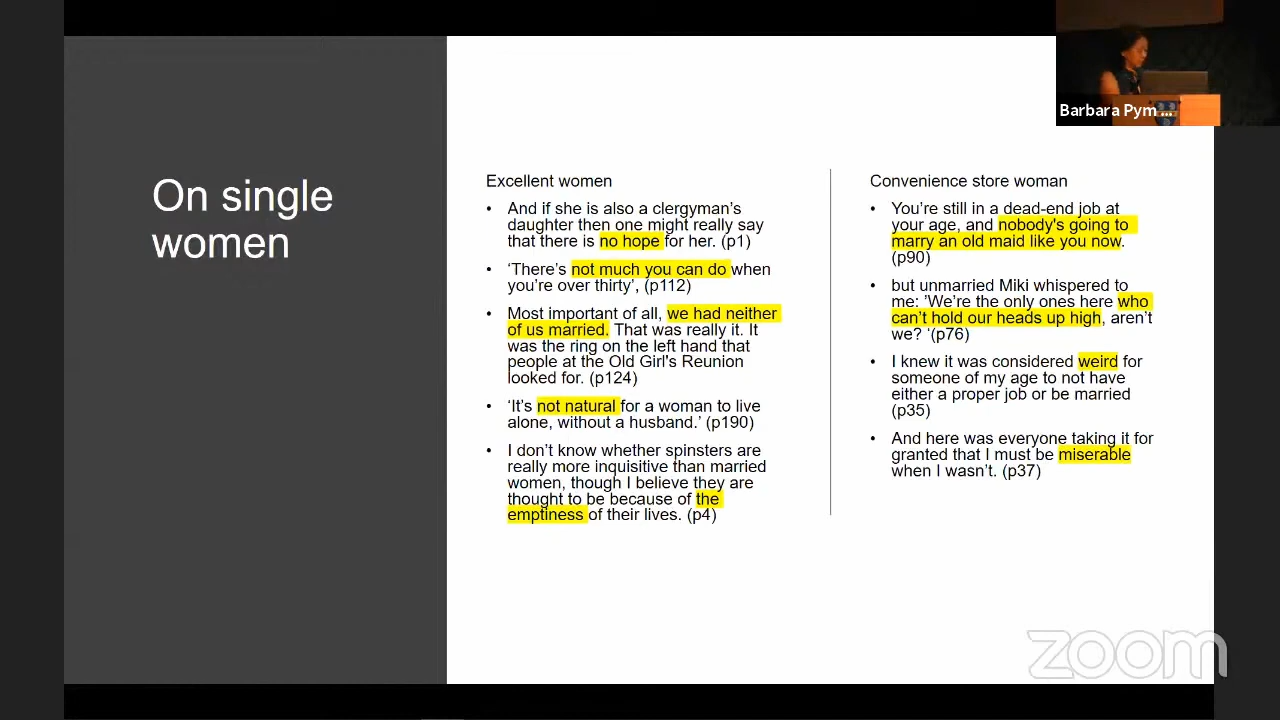 On single
women
Excellent women
• And if she is also a clergyman’s
daughter then one might really say
that there is no hope for her. (p1)
• ‘There’s not much you can do when
you’re over thirty’, (p112)
• Most important of all, we had neither
of us married. That was really it. It
was the ring on the left hand that
people at the Old Girl's Reunion
looked for. (p124)
• ‘It’s not natural for a woman to live
alone, without a husband.’ (p190)
• I don’t know whether spinsters are
really more inquisitive than married
women, though I believe they are
thought to be because of the
emptiness of their lives. (p4)
Convenience store woman
• You’re still in a dead-end job at
your age, and nobody's going to
marry an old maid like you now.
(p90)
• but unmarried Miki whispered to
me: ’We’re the only ones here who
can’t hold our heads up high, aren’t
we? ‘(p76)
• I knew it was considered weird for
someone of my age to not have
either a proper job or be married
(p35)
• And here was everyone taking it for
granted that I must be miserable
when I wasn’t. (p37)
Barbara Pym ...
zoom